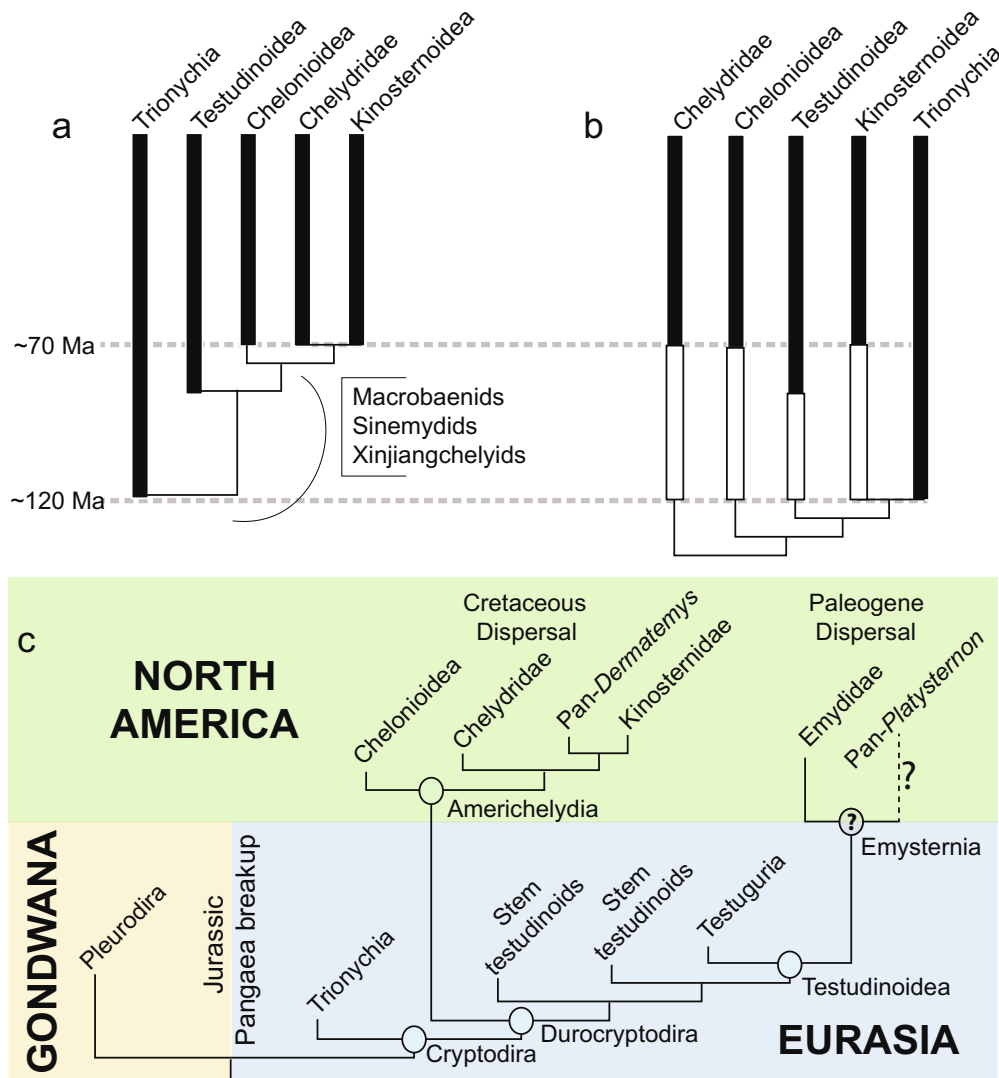 a
Trionychia
Testudinoidea
Chelonioidea
Chelydridae
Kinosternoidea
b
Chelydridae
Chelonioidea
Testudinoidea
Kinosternoidea
Trionychia
~70 Ma
Macrobaenids
Sinemydids
Xinjiangchelyids
~120 Ma
c
NORTH
AMERICA
Cretaceous
Dispersal
Paleogene
Dispersal
Chelonioidea
Chelydridae
Pan-Dermatemys
Kinosternidae
Emydidae
Pan-Platysternon
?
Americhelydia
?
Emysternia
GONDWANA
Pleurodira
Jurassic
Pangaea breakup
Trionychia
Stem
testudinoids
Stem
testudinoids
Testuguria
Testudinoidea
Durocryptodira
Cryptodira
EURASIA